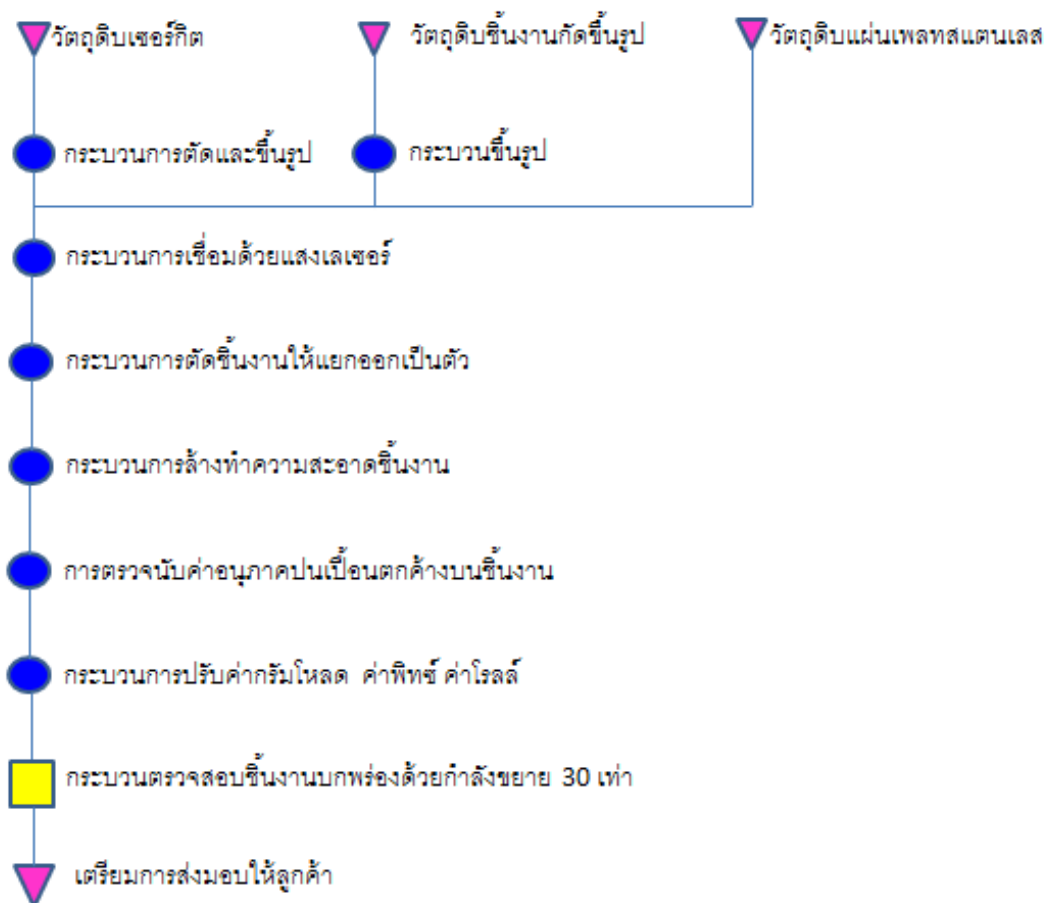 วัตถุดิบเซอร์กิต
วัตถุดิบชิ้นงานกัดขึ้นรูป
วัตถุดิบแผ่นเพลทสแตนเลส
กระบวนการตัดและขึ้นรูป
กระบวนขึ้นรูป
กระบวนการเชื่อมด้วยแสงเลเซอร์
กระบวนการตัดชิ้นงานให้แยกออกเป็นตัว
กระบวนการล้างทำความสะอาดชิ้นงาน
การตรวจนับค่าอนุภาคปนเปื้อนตกค้างบนชิ้นงาน
กระบวนการปรับค่ากรัมโหลด ค่าพิทช์ ค่าโรลล์
กระบวนตรวจสอบชิ้นงานบกพร่องด้วยกำลังขยาย 30 เท่า
เตรียมการส่งมอบให้ลูกค้า